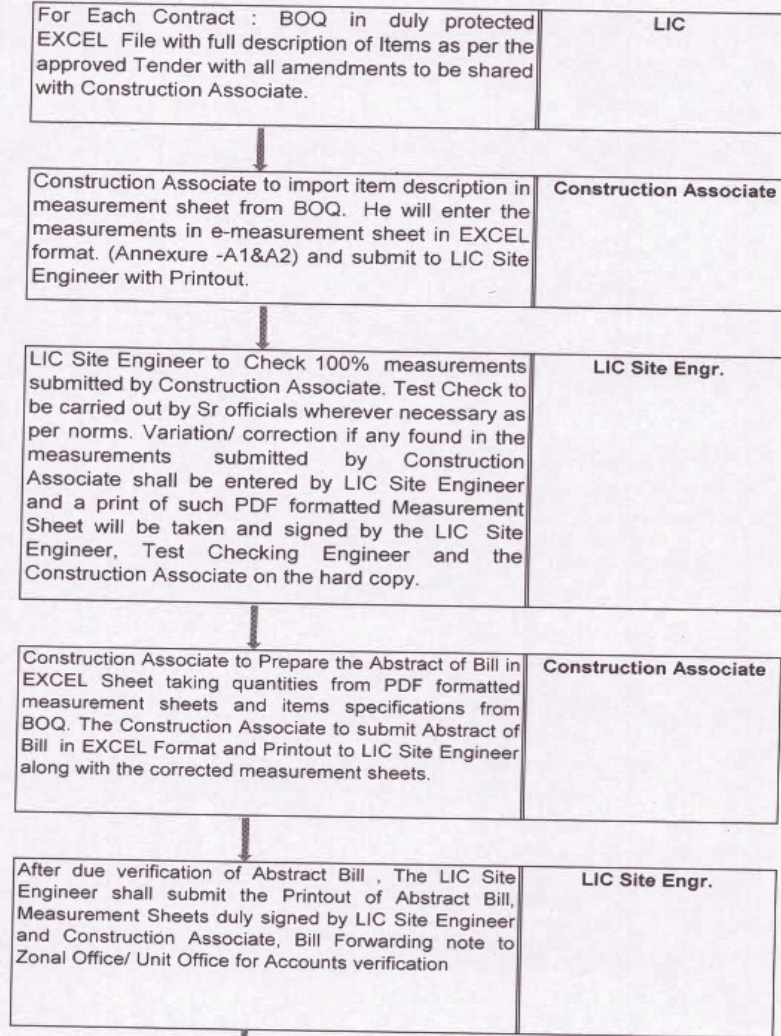 For Each Contract : BOQ in duly protected
EXCEL File with full description of Items as per the
approved Tender with all amendments to be shared
with Construction Associate.
LIC
Construction Associate to import item description in
measurement sheet from BOQ. He will enter the
measurements in e-measurement sheet in EXCEL
format. (Annexure -A1&A2) and submit to LIC Site
Engineer with Printout.
Construction Associate
LIC Site Engineer to Check 100% measurements
submitted by Construction Associate. Test Check to
be carried out by Sr officials wherever necessary as
per norms. Variation/ correction if any found in the
measurements submitted by Construction
Associate shall be entered by LIC Site Engineer
and a print of such PDF formatted Measurement
Sheet will be taken and signed by the LIC Site
Engineer, Test Checking Engineer and the
Construction Associate on the hard copy.
LIC Site Engr.
Construction Associate to Prepare the Abstract of Bill in
EXCEL Sheet taking quantities from PDF formatted
measurement sheets and items specifications from
BOQ. The Construction Associate to submit Abstract of
Bill in EXCEL Format and Printout to LIC Site Engineer
along with the corrected measurement sheets.
Construction Associate
After due verification of Abstract Bill , The LIC Site
Engineer shall submit the Printout of Abstract Bill,
Measurement Sheets duly signed by LIC Site Engineer
and Construction Associate, Bill Forwarding note to
Zonal Office/ Unit Office for Accounts verification
LIC Site Engr.